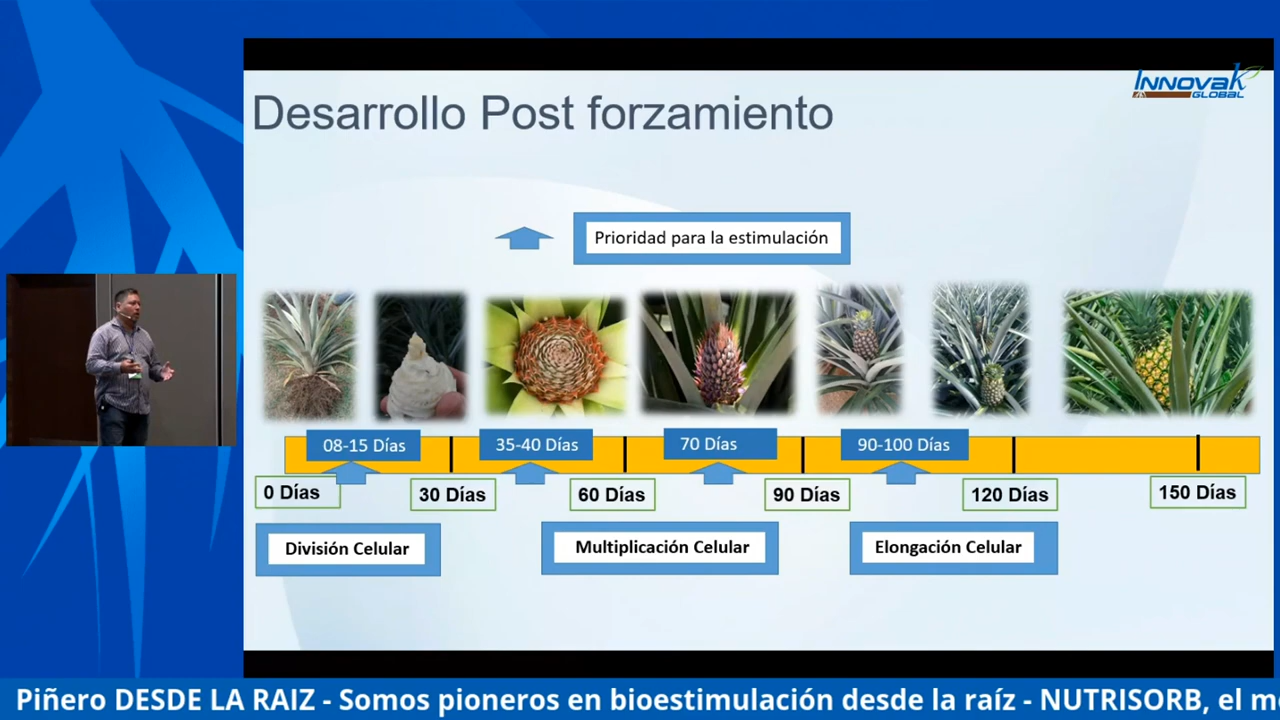 INNOVAK
GLOBAL
Desarrollo Post forzamiento
Prioridad para la estimulación
08-15 Días
35-40 Días
70 Días
90-100 Días
0 Días
30 Días
60 Días
90 Días
120 Días
150 Días
División Celular
Multiplicación Celular
Elongación Celular
Piñero DESDE LA RAIZ - Somos pioneros en bioestimulación desde la raíz - NUTRISORB, el m